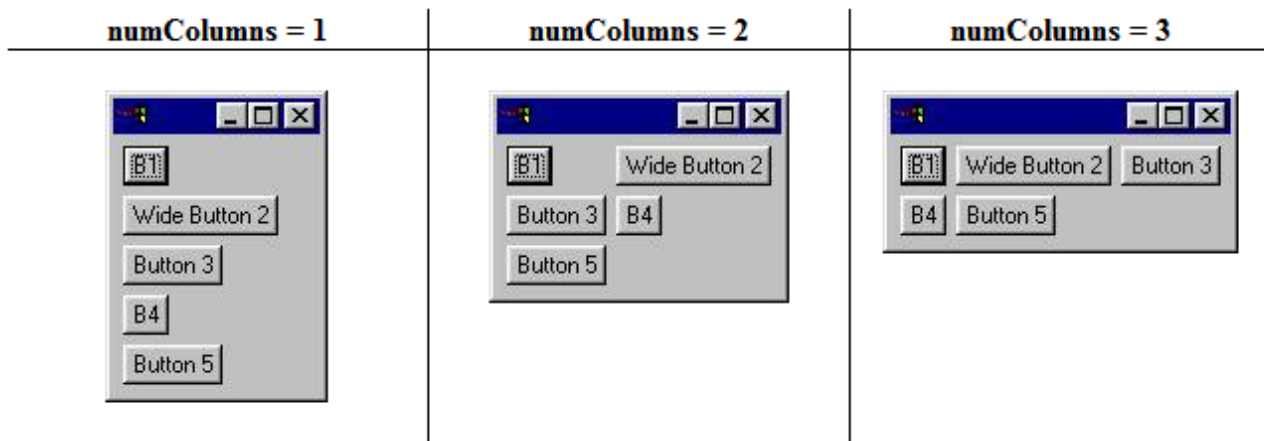 numColumns = 1
numColumns = 2
numColumns = 3
B1
Wide Button 2
Button 3
B4
Button 5
B1 Wide Button 2
Button 3 B4
Button 5
B1 Wide Button 2 Button 3
B4 Button 5